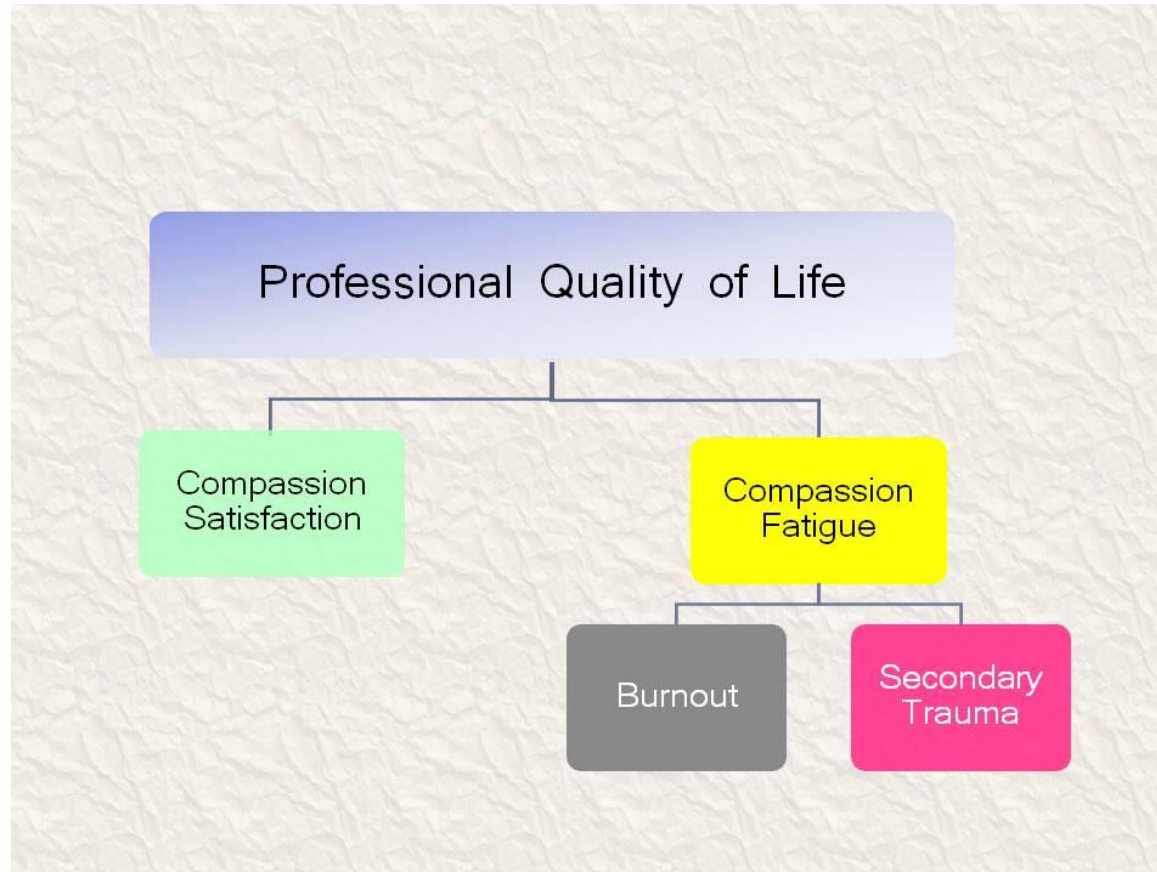 Professional Quality of Life
Compassion
Satisfaction
Compassion
Fatigue
Burnout
Secondary
Trauma